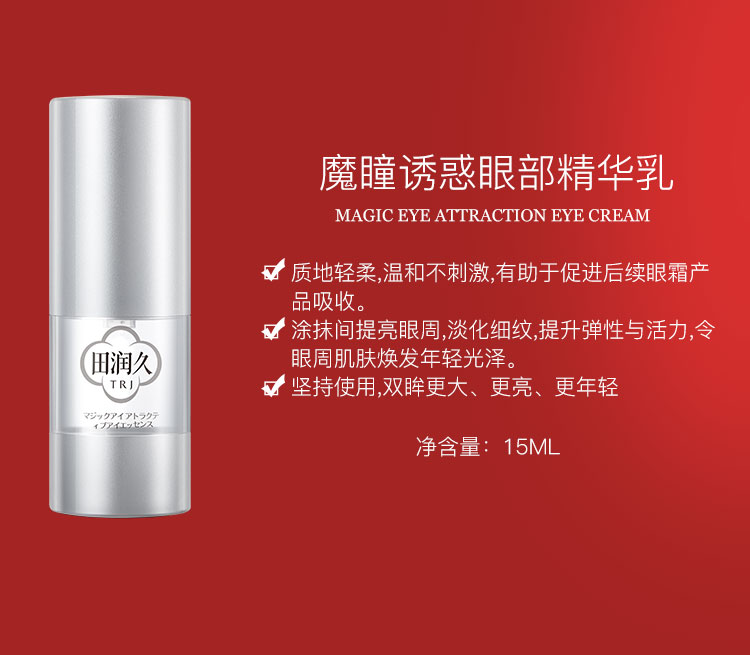 魔瞳诱惑眼部精华乳
MAGIC EYE ATTRACTION EYE CREAM
质地轻柔,温和不刺激,有助于促进后续眼霜产
品吸收。
涂抹间提亮眼周,淡化细纹,提升弹性与活力,令
眼周肌肤焕发年轻光泽。
坚持使用,双眸更大、更亮、更年轻
净含量：15ML
田润久
TRJ
マジックアイアトラクテ
ィブアイエッセンス